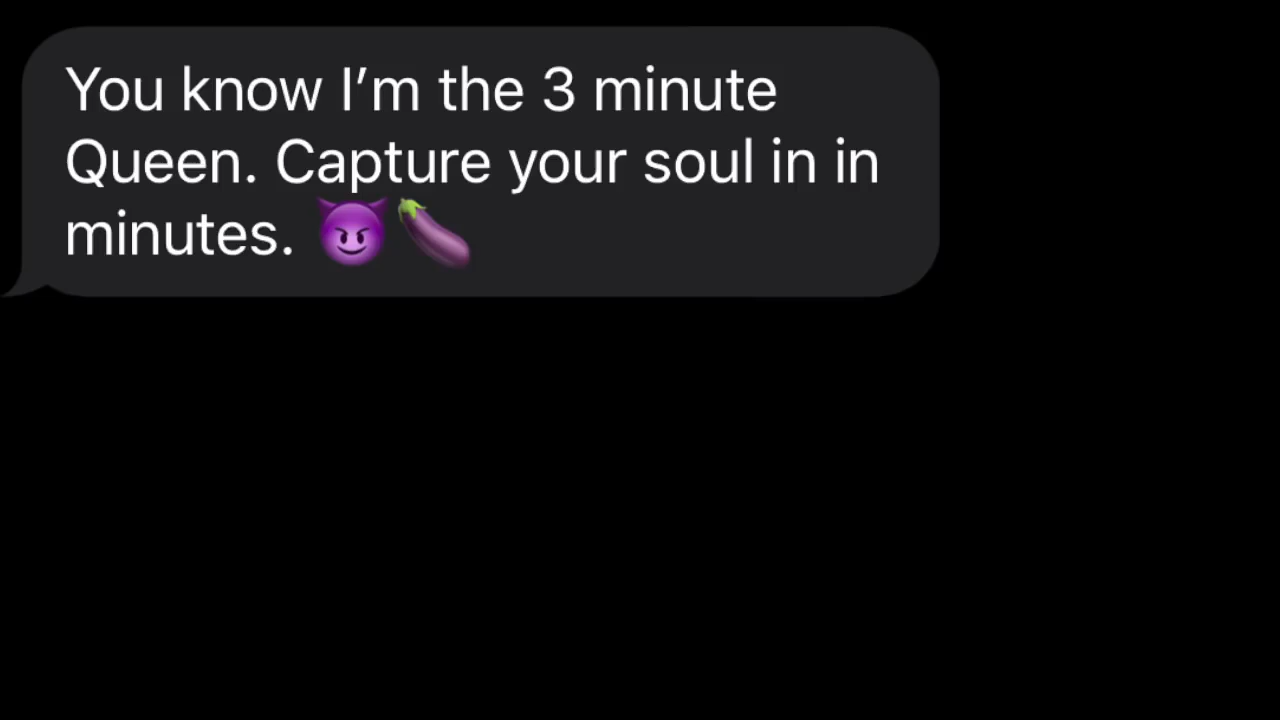 You know I’m the 3 minute
Queen. Capture your soul in in
minutes. 😈🍆